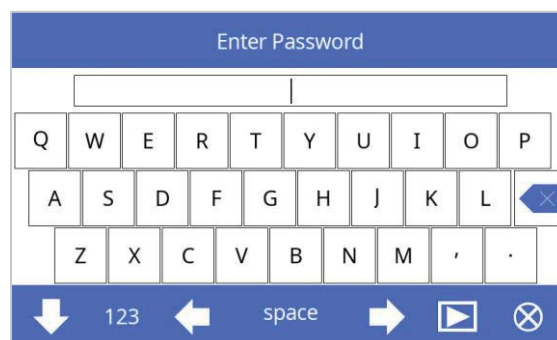 Enter Password
Q W E R T Y U I O P
A S D F G H J K L
Z X C V B N M , .
123 space